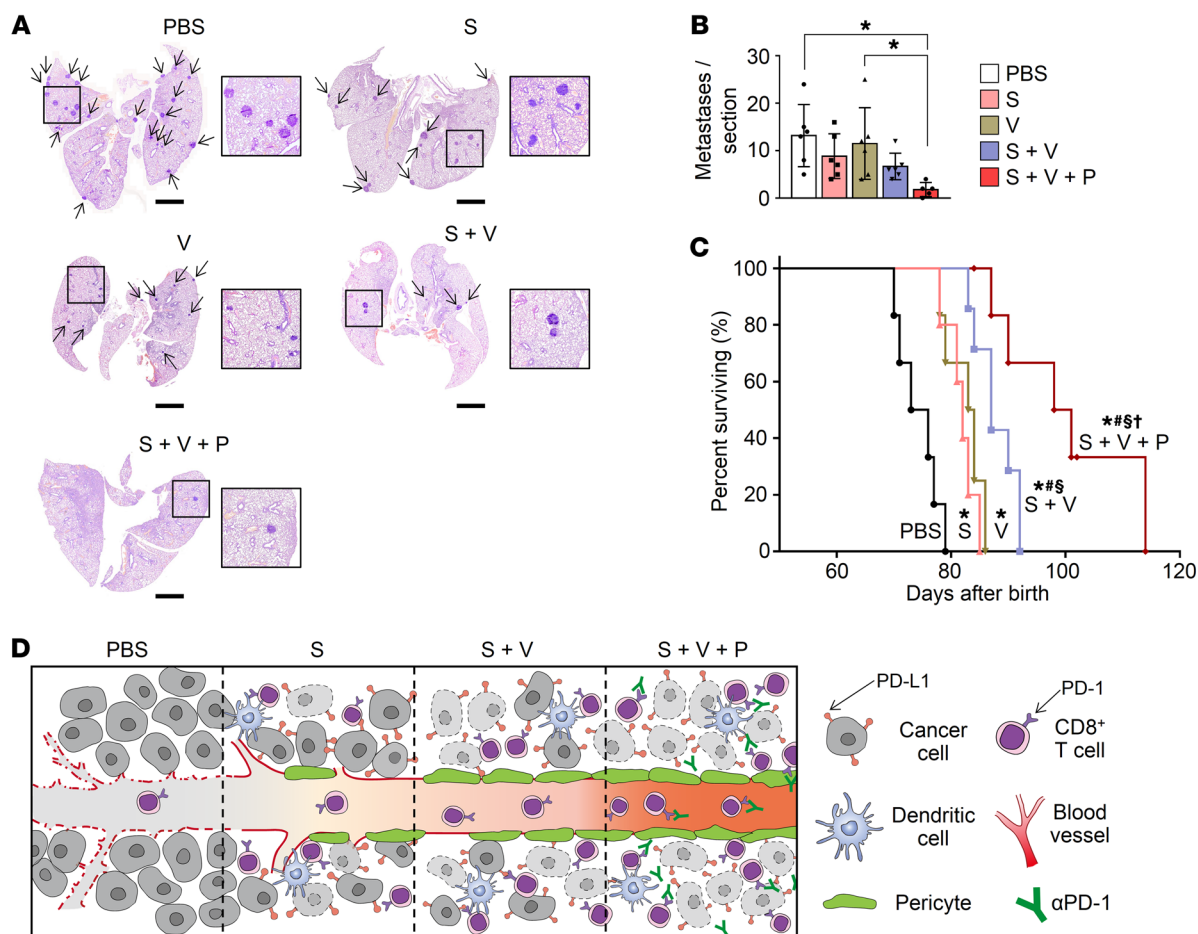 A
PBS
S
V
S + V
S + V + P
B
*
*
Metastases /
section
30
20
10
0
PBS
S
V
S + V
S + V + P
C
Percent surviving (%)
100
80
60
40
20
0
60
80
100
120
Days after birth
PBS
*
S
*
V
*#§
S + V
*#§†
S + V + P
D
PBS
S
S + V
S + V + P
PD-L1
Cancer
cell
PD-1
CD8+
T cell
Dendritic
cell
Blood
vessel
Pericyte
αPD-1